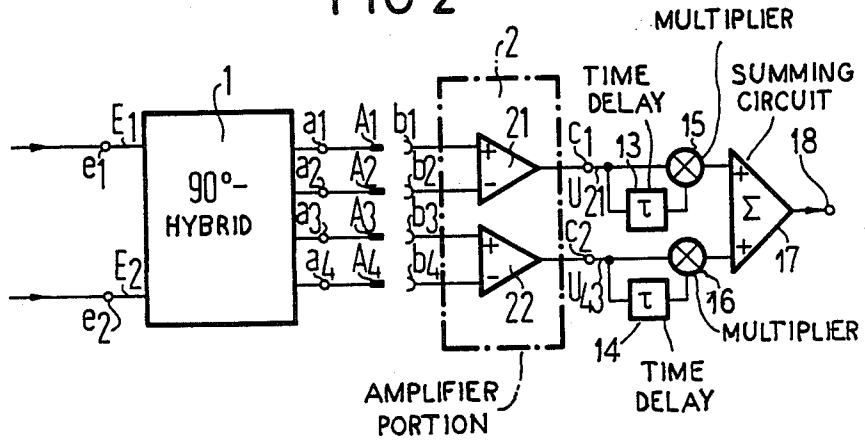 FIG 2
MULTIPLIER
2
TIME
DELAY
SUMMING
CIRCUIT
1
E1
e1
a1
A1
b1
21
C1
13
15
18
+
-
U21
τ
+
Σ
+
17
90°-
HYBRID
a2
A2
b2
a3
A3
b3
C2
E2
e2
a4
A4
b4
+
-
22
U43
τ
14
16
MULTIPLIER
AMPLIFIER
PORTION
TIME
DELAY